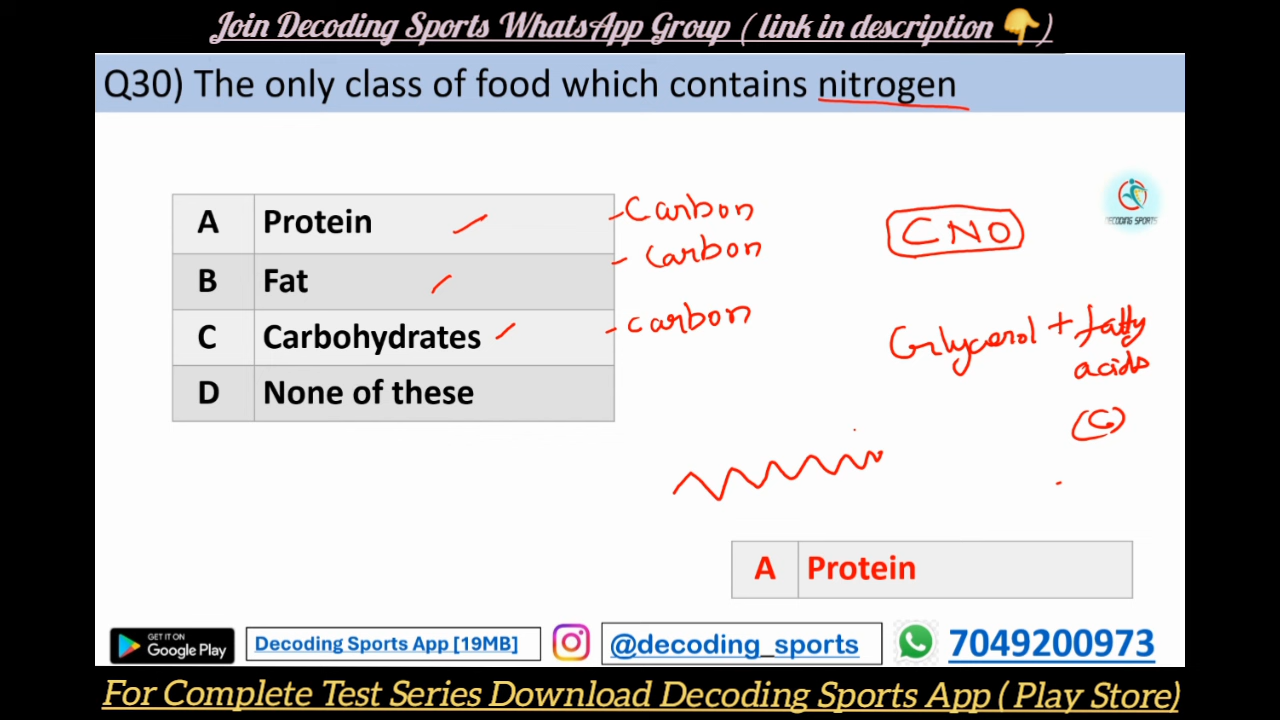 Join Decoding Sports WhatsApp Group ( link in description 👇)
Q30) The only class of food which contains nitrogen
A Protein
B Fat
C Carbohydrates
D None of these
-Carbon
- Carbon
- Carbon
CNO
DECODING SPORTS
Glycerol + fatty
acids
(C)
A Protein
GET IT ON
Google Play
Decoding Sports App [19MB]
@decoding_sports
7049200973
For Complete Test Series Download Decoding Sports App ( Play Store)